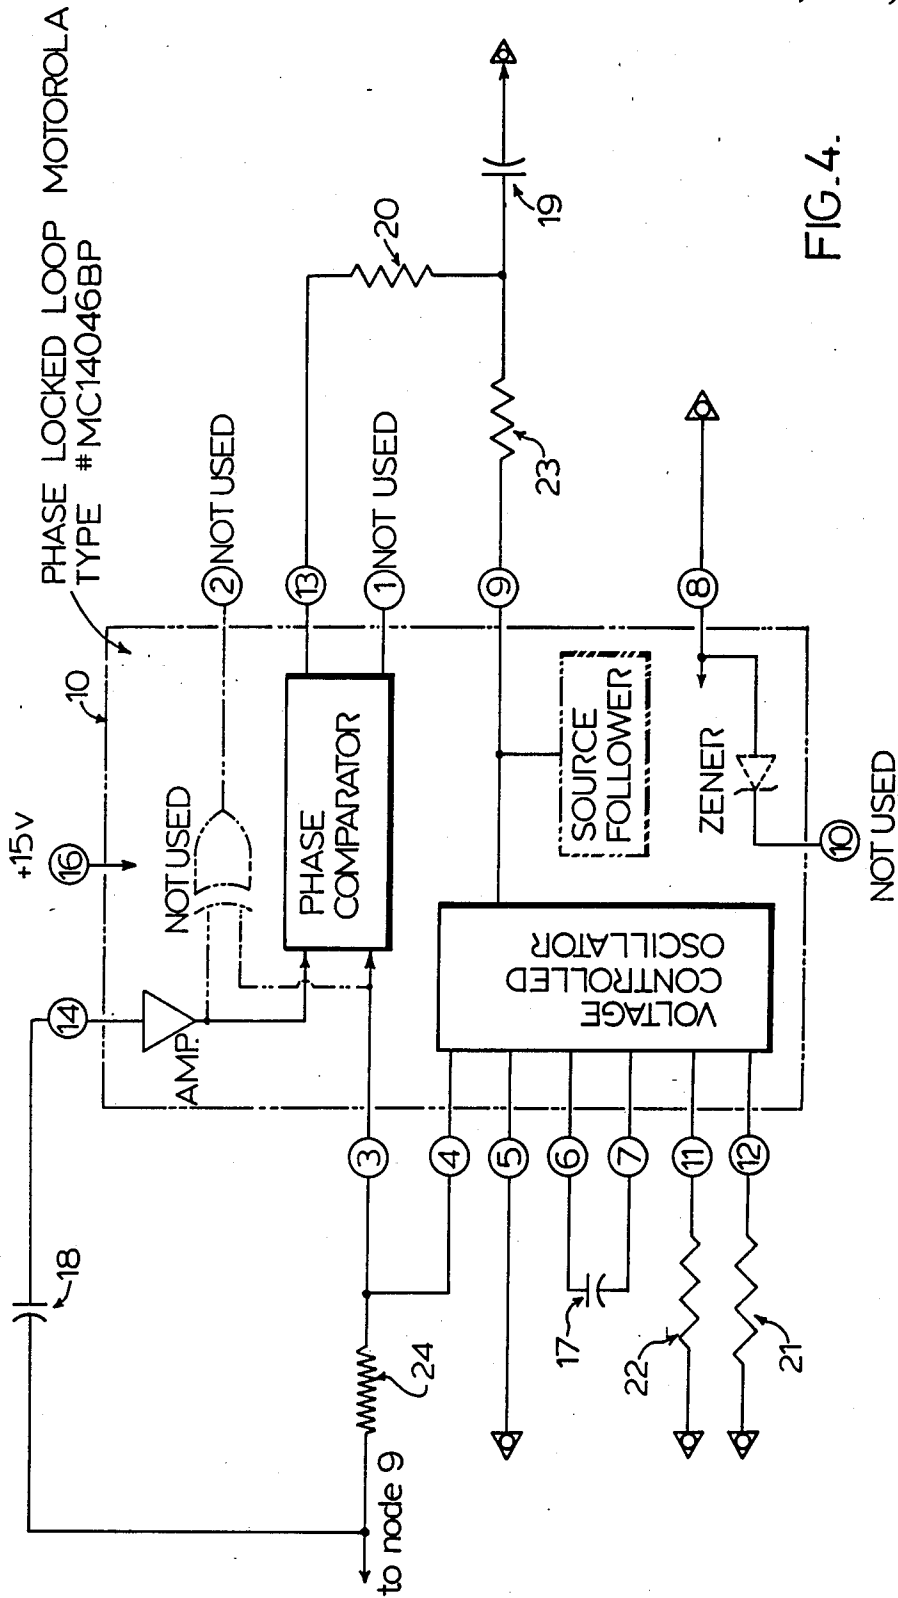 PHASE LOCKED LOOP MOTOROLA
TYPE #MC14046BP
10
+15V
16
14
AMP.
NOT USED
2 NOT USED
18
13
PHASE
COMPARATOR
1 NOT USED
20
3
24
to node 9
4
9
23
19
5
VOLTAGE
CONTROLLED
OSCILLATOR
SOURCE
FOLLOWER
6
7
17
8
ZENER
11
22
12
21
10
NOT USED
FIG.4.